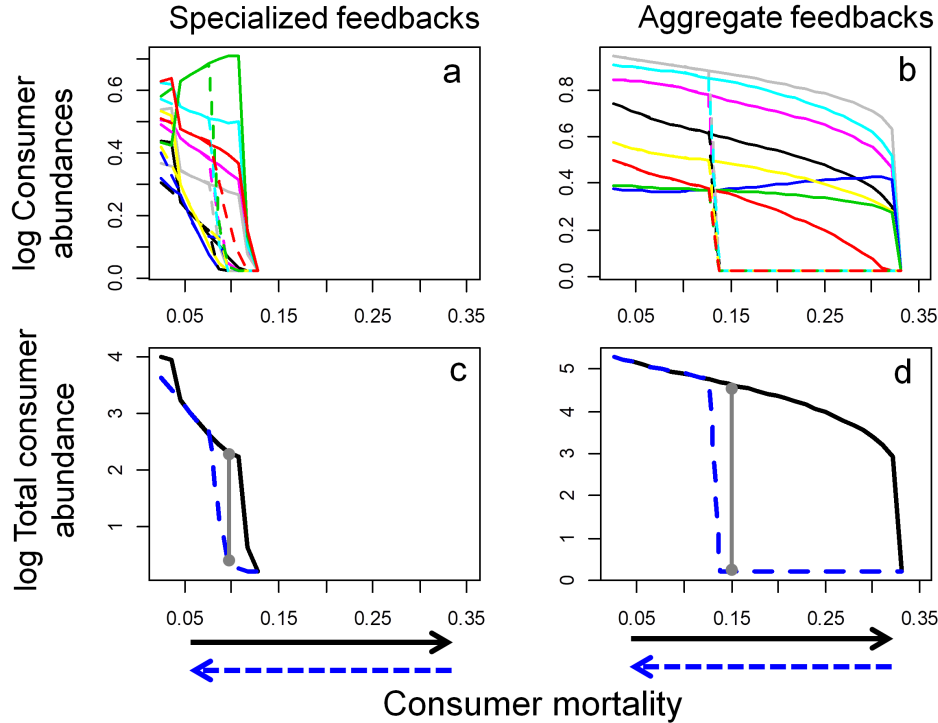 Specialized feedbacks
Aggregate feedbacks
log Consumer
abundances
0.0 0.2 0.4 0.6
a
0.05 0.15 0.25 0.35
0.0 0.2 0.4 0.6 0.8
b
0.05 0.15 0.25 0.35
log Total consumer
abundance
1 2 3 4
c
0.05 0.15 0.25 0.35
0 1 2 3 4 5
d
0.05 0.15 0.25 0.35
Consumer mortality